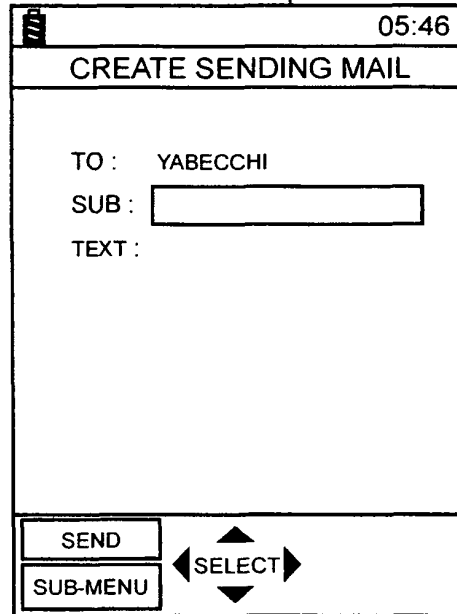 05:46
CREATE SENDING MAIL
TO : YABECCHI
SUB :
TEXT :
SEND
SELECT
SUB-MENU